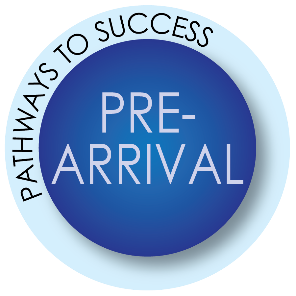 PATHWAYS TO SUCCESS
PRE-
ARRIVAL